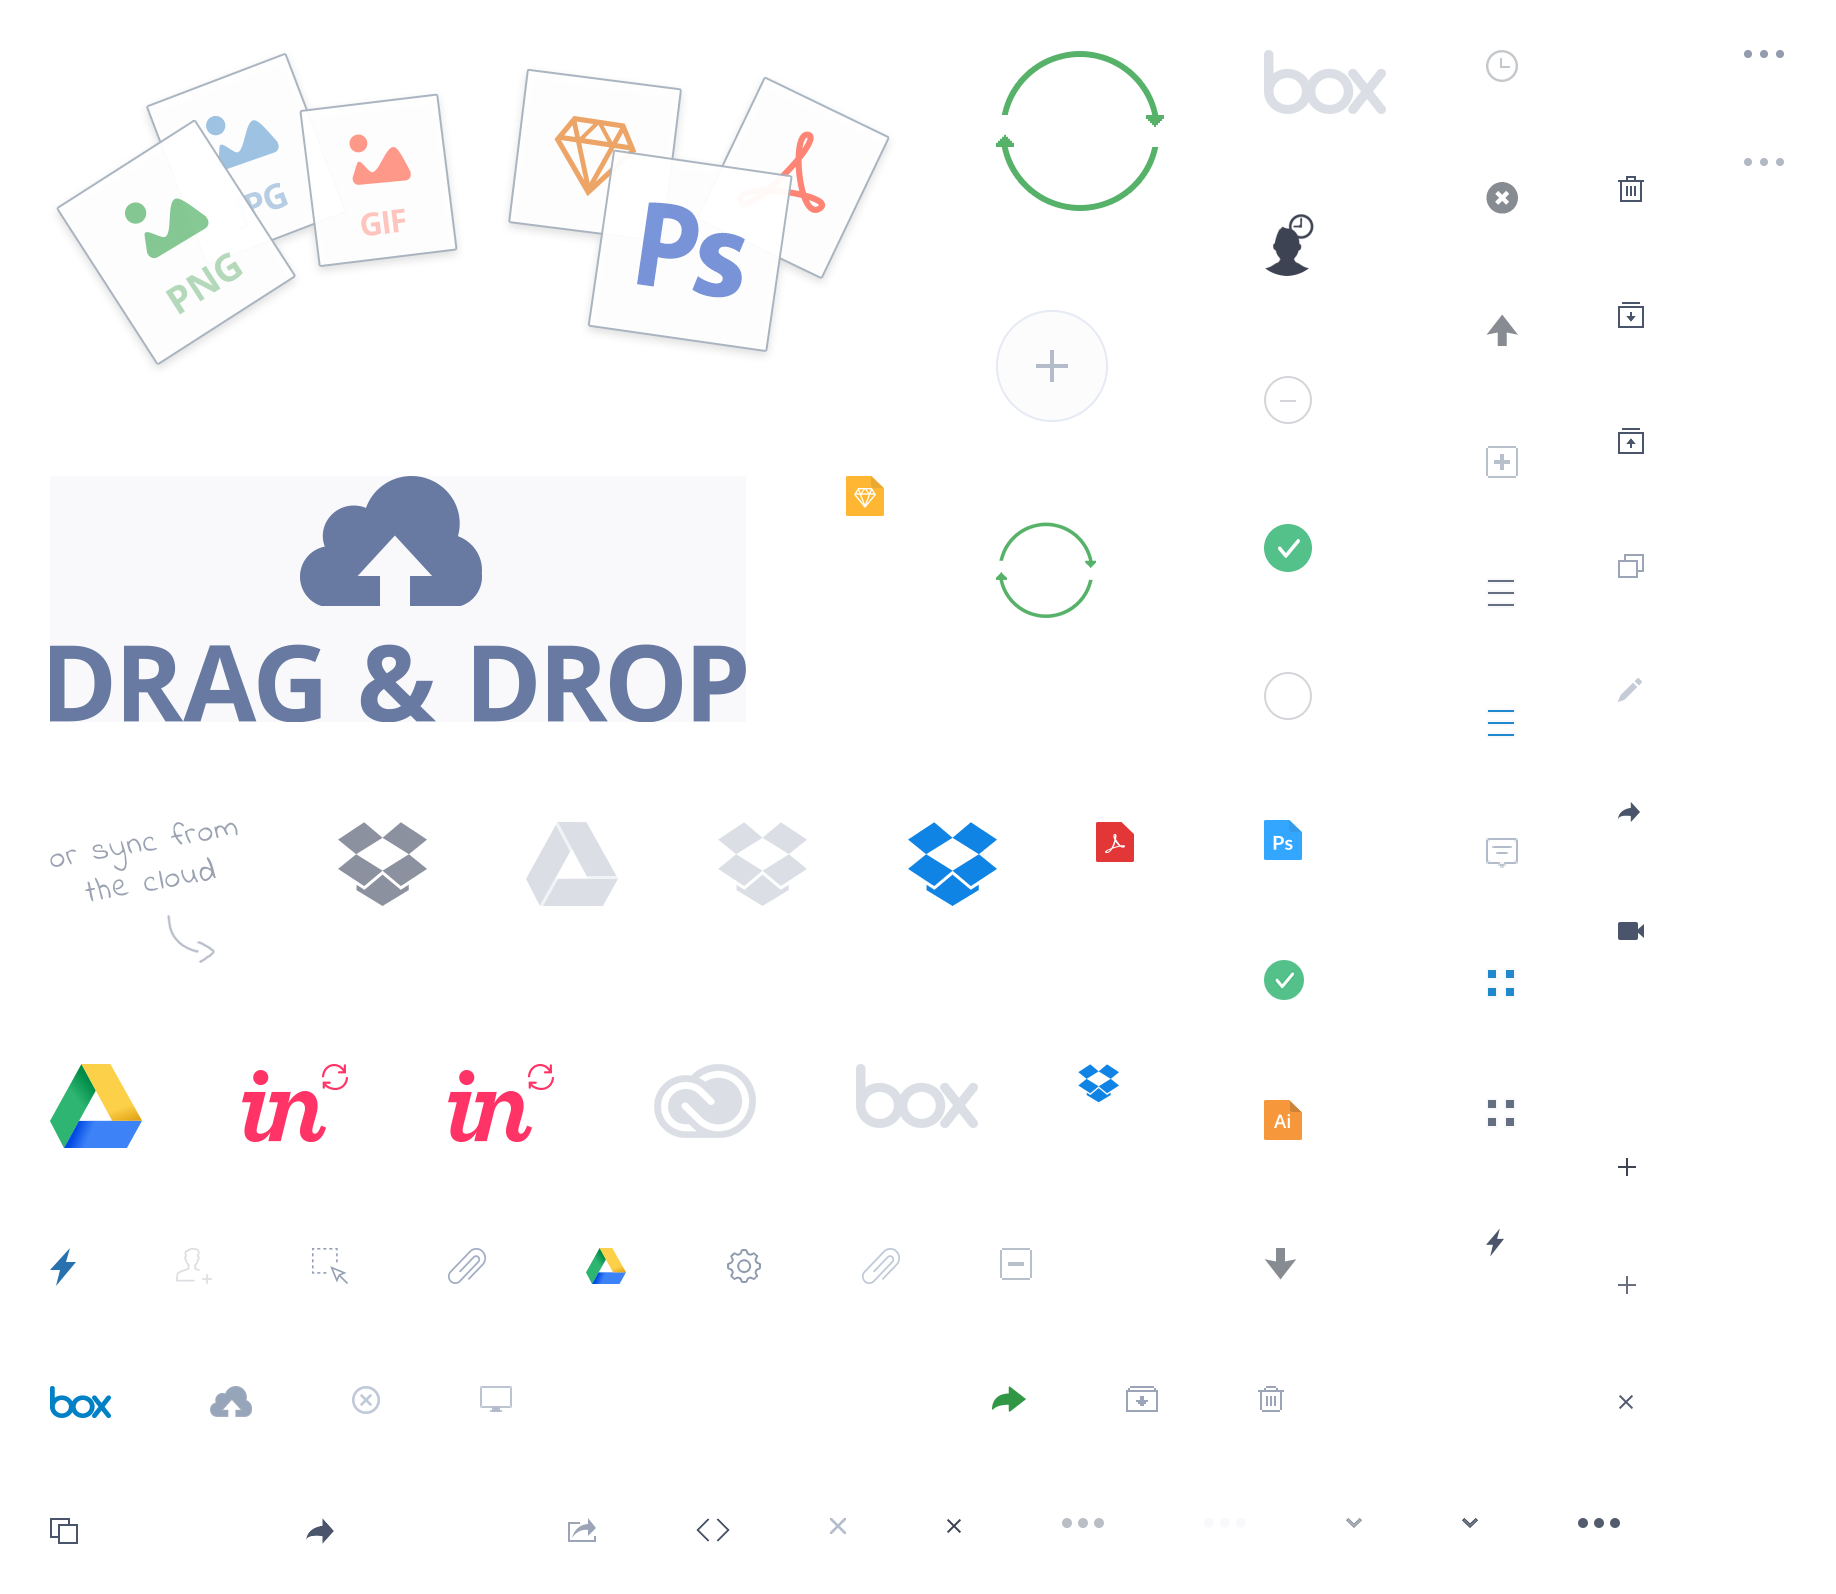 box
PG
GIF
PNG
Ps
DRAG & DROP
or sync from
the cloud
Ps
in
in
box
Ai
box